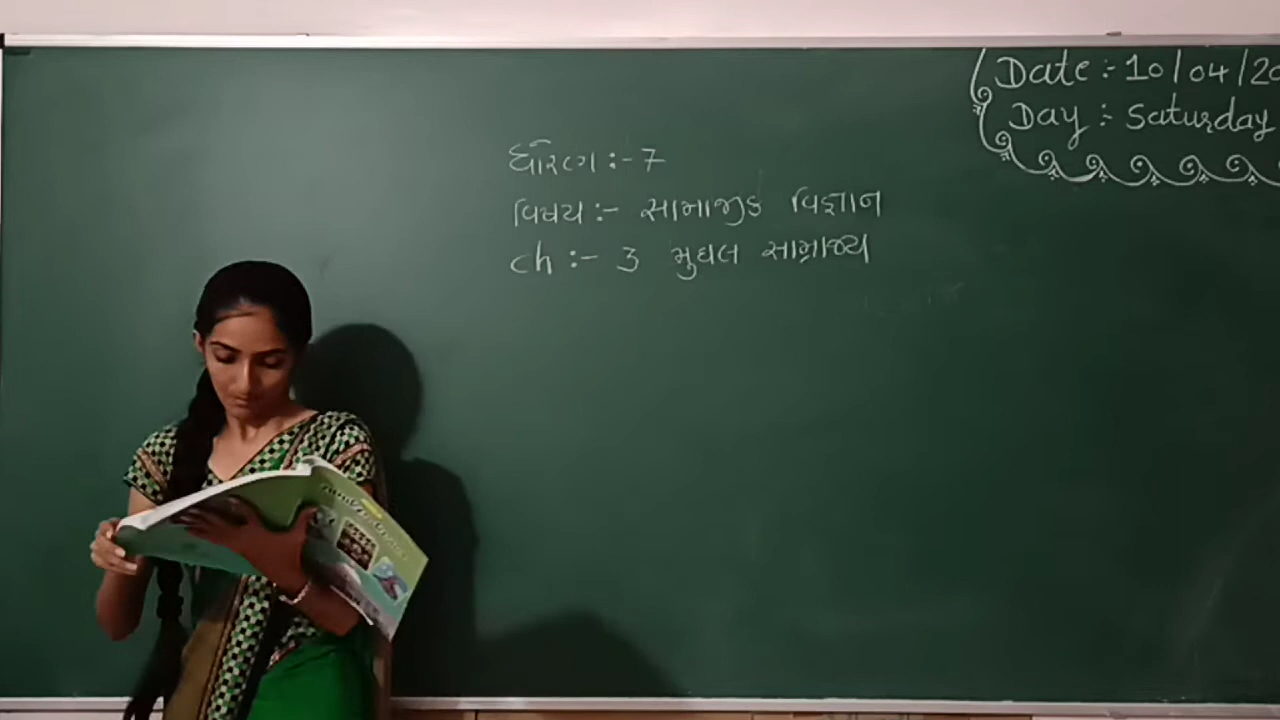 Date :- 10/04/20
Day :- Saturday
ધોરણ :- 7
વિષય :- સામાજીક વિજ્ઞાન
ch :- 3 મુઘલ સામ્રાજ્ય